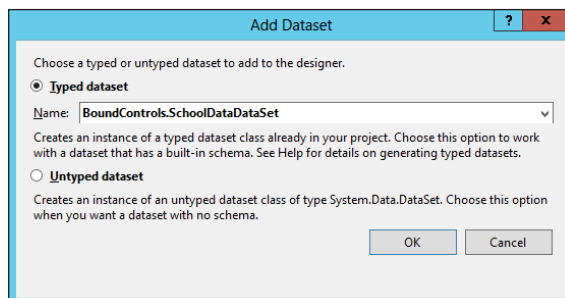 Add Dataset
? x
Choose a typed or untyped dataset to add to the designer.
Typed dataset
Name: BoundControls.SchoolDataDataSet
Creates an instance of a typed dataset class already in your project. Choose this option to work
with a dataset that has a built-in schema. See Help for details on generating typed datasets.
Untyped dataset
Creates an instance of an untyped dataset class of type System.Data.DataSet. Choose this option
when you want a dataset with no schema.
OK Cancel